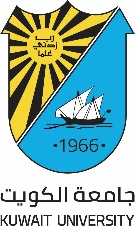 رب
زدني
علما
• 1966 •
جامعة الكويت
KUWAIT UNIVERSITY